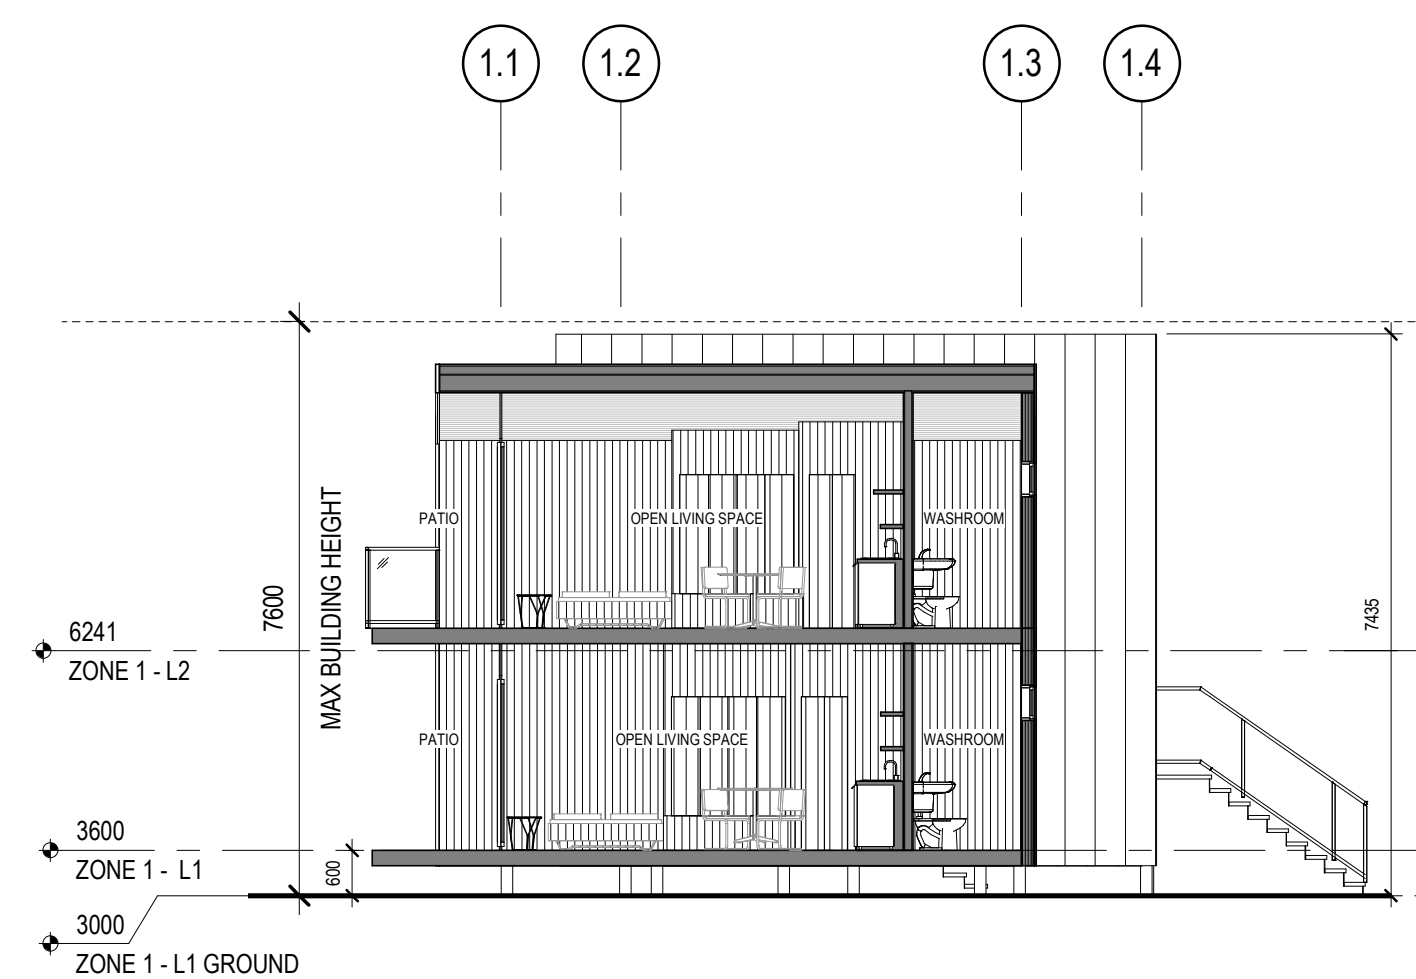 1.1
1.2
1.3
1.4
PATIO
OPEN LIVING SPACE
WASHROOM
MAX BUILDING HEIGHT
7600
7435
6241
ZONE 1 - L2
PATIO
OPEN LIVING SPACE
WASHROOM
3600
ZONE 1 - L1
600
3000
ZONE 1 - L1 GROUND